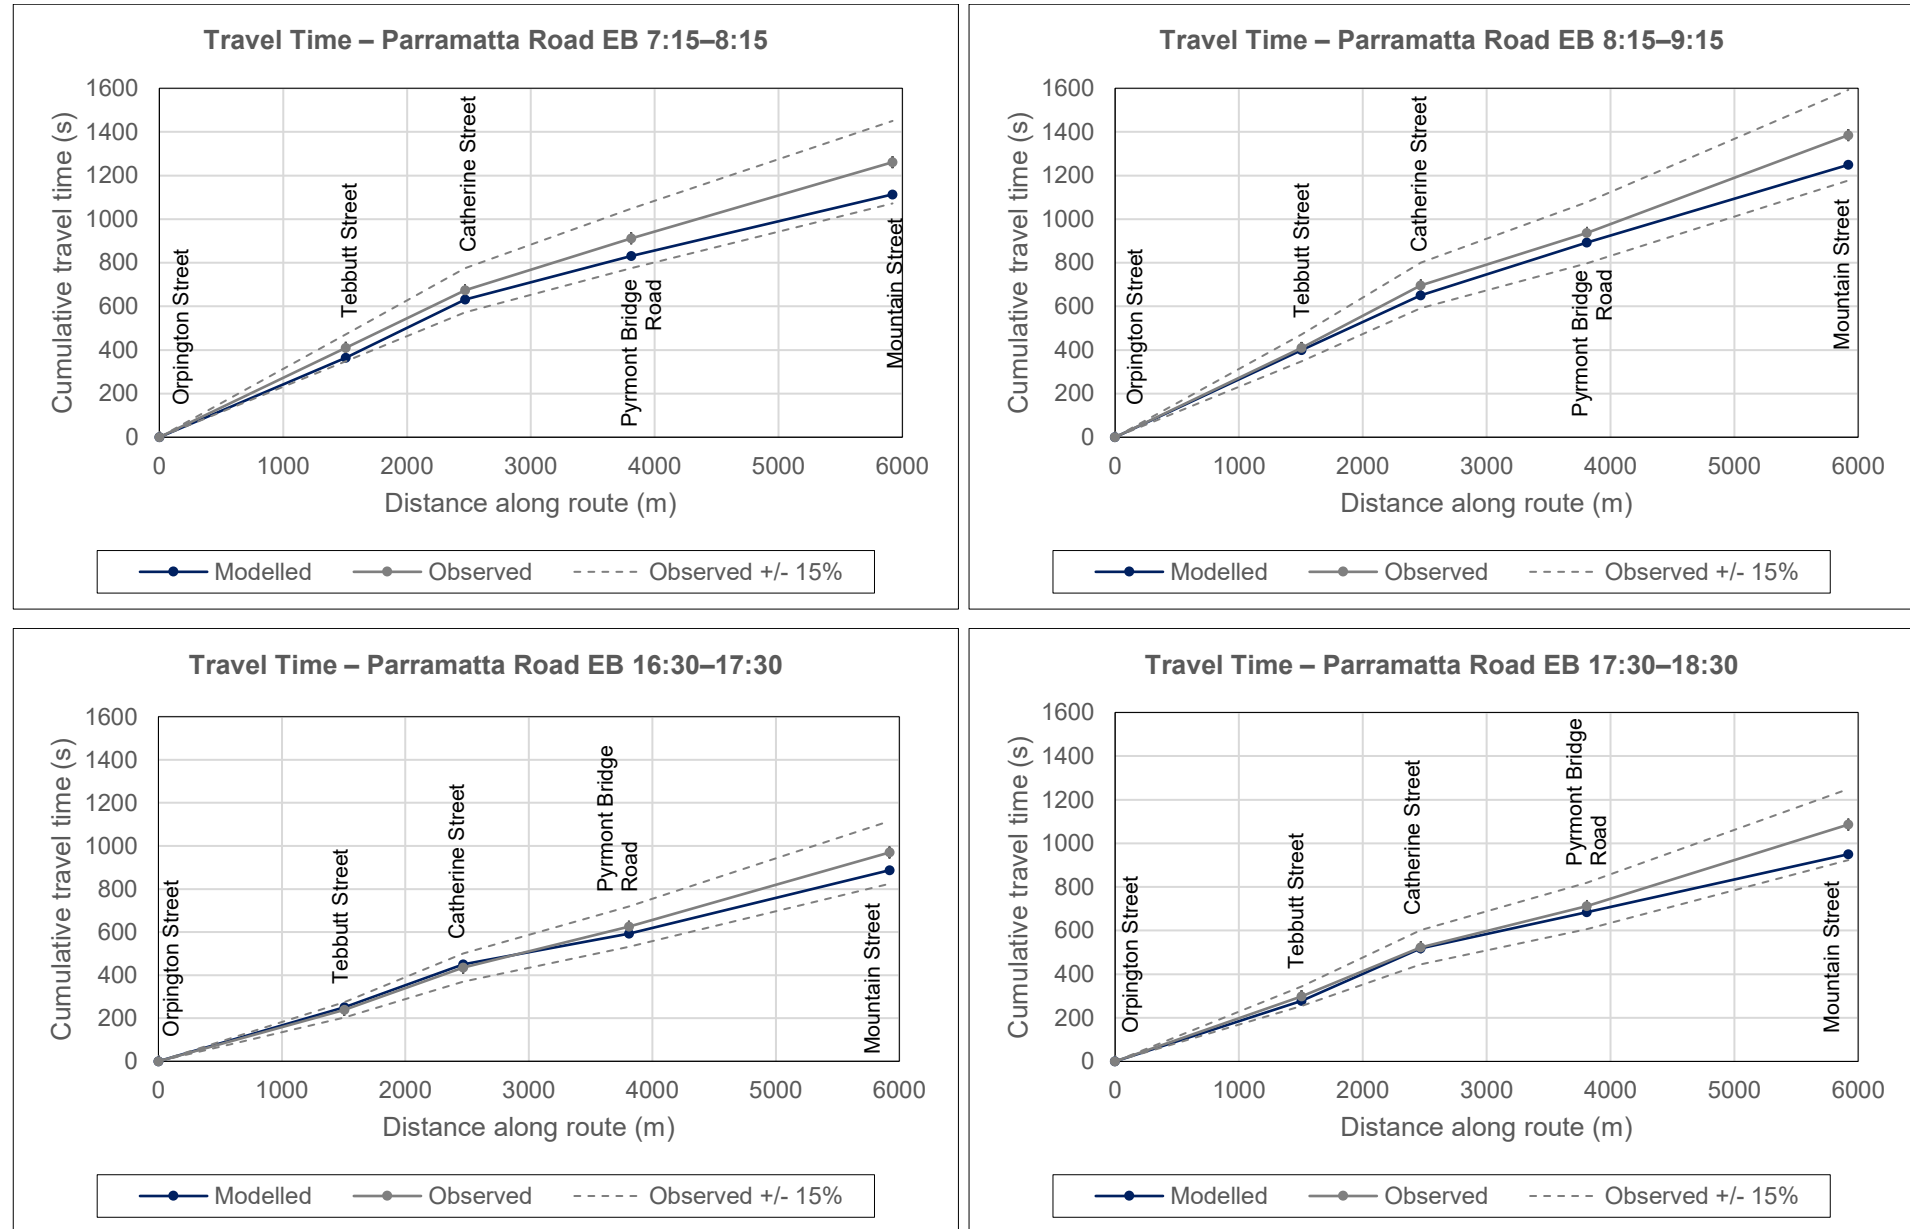 Travel Time – Parramatta Road EB 7:15–8:15
Cumulative travel time (s)
1600
1400
1200
1000
800
600
400
200
0
Orpington Street
Tebbutt Street
Catherine Street
Pyrmont Bridge
Road
Mountain Street
0 1000 2000 3000 4000 5000 6000
Distance along route (m)
Modelled Observed Observed +/- 15%
Travel Time – Parramatta Road EB 8:15–9:15
Cumulative travel time (s)
1600
1400
1200
1000
800
600
400
200
0
Orpington Street
Tebbutt Street
Catherine Street
Pyrmont Bridge
Road
Mountain Street
0 1000 2000 3000 4000 5000 6000
Distance along route (m)
Modelled Observed Observed +/- 15%
Travel Time – Parramatta Road EB 16:30–17:30
Cumulative travel time (s)
1600
1400
1200
1000
800
600
400
200
0
Orpington Street
Tebbutt Street
Catherine Street
Pyrmont Bridge
Road
Mountain Street
0 1000 2000 3000 4000 5000 6000
Distance along route (m)
Modelled Observed Observed +/- 15%
Travel Time – Parramatta Road EB 17:30–18:30
Cumulative travel time (s)
1600
1400
1200
1000
800
600
400
200
0
Orpington Street
Tebbutt Street
Catherine Street
Pyrmont Bridge
Road
Mountain Street
0 1000 2000 3000 4000 5000 6000
Distance along route (m)
Modelled Observed Observed +/- 15%